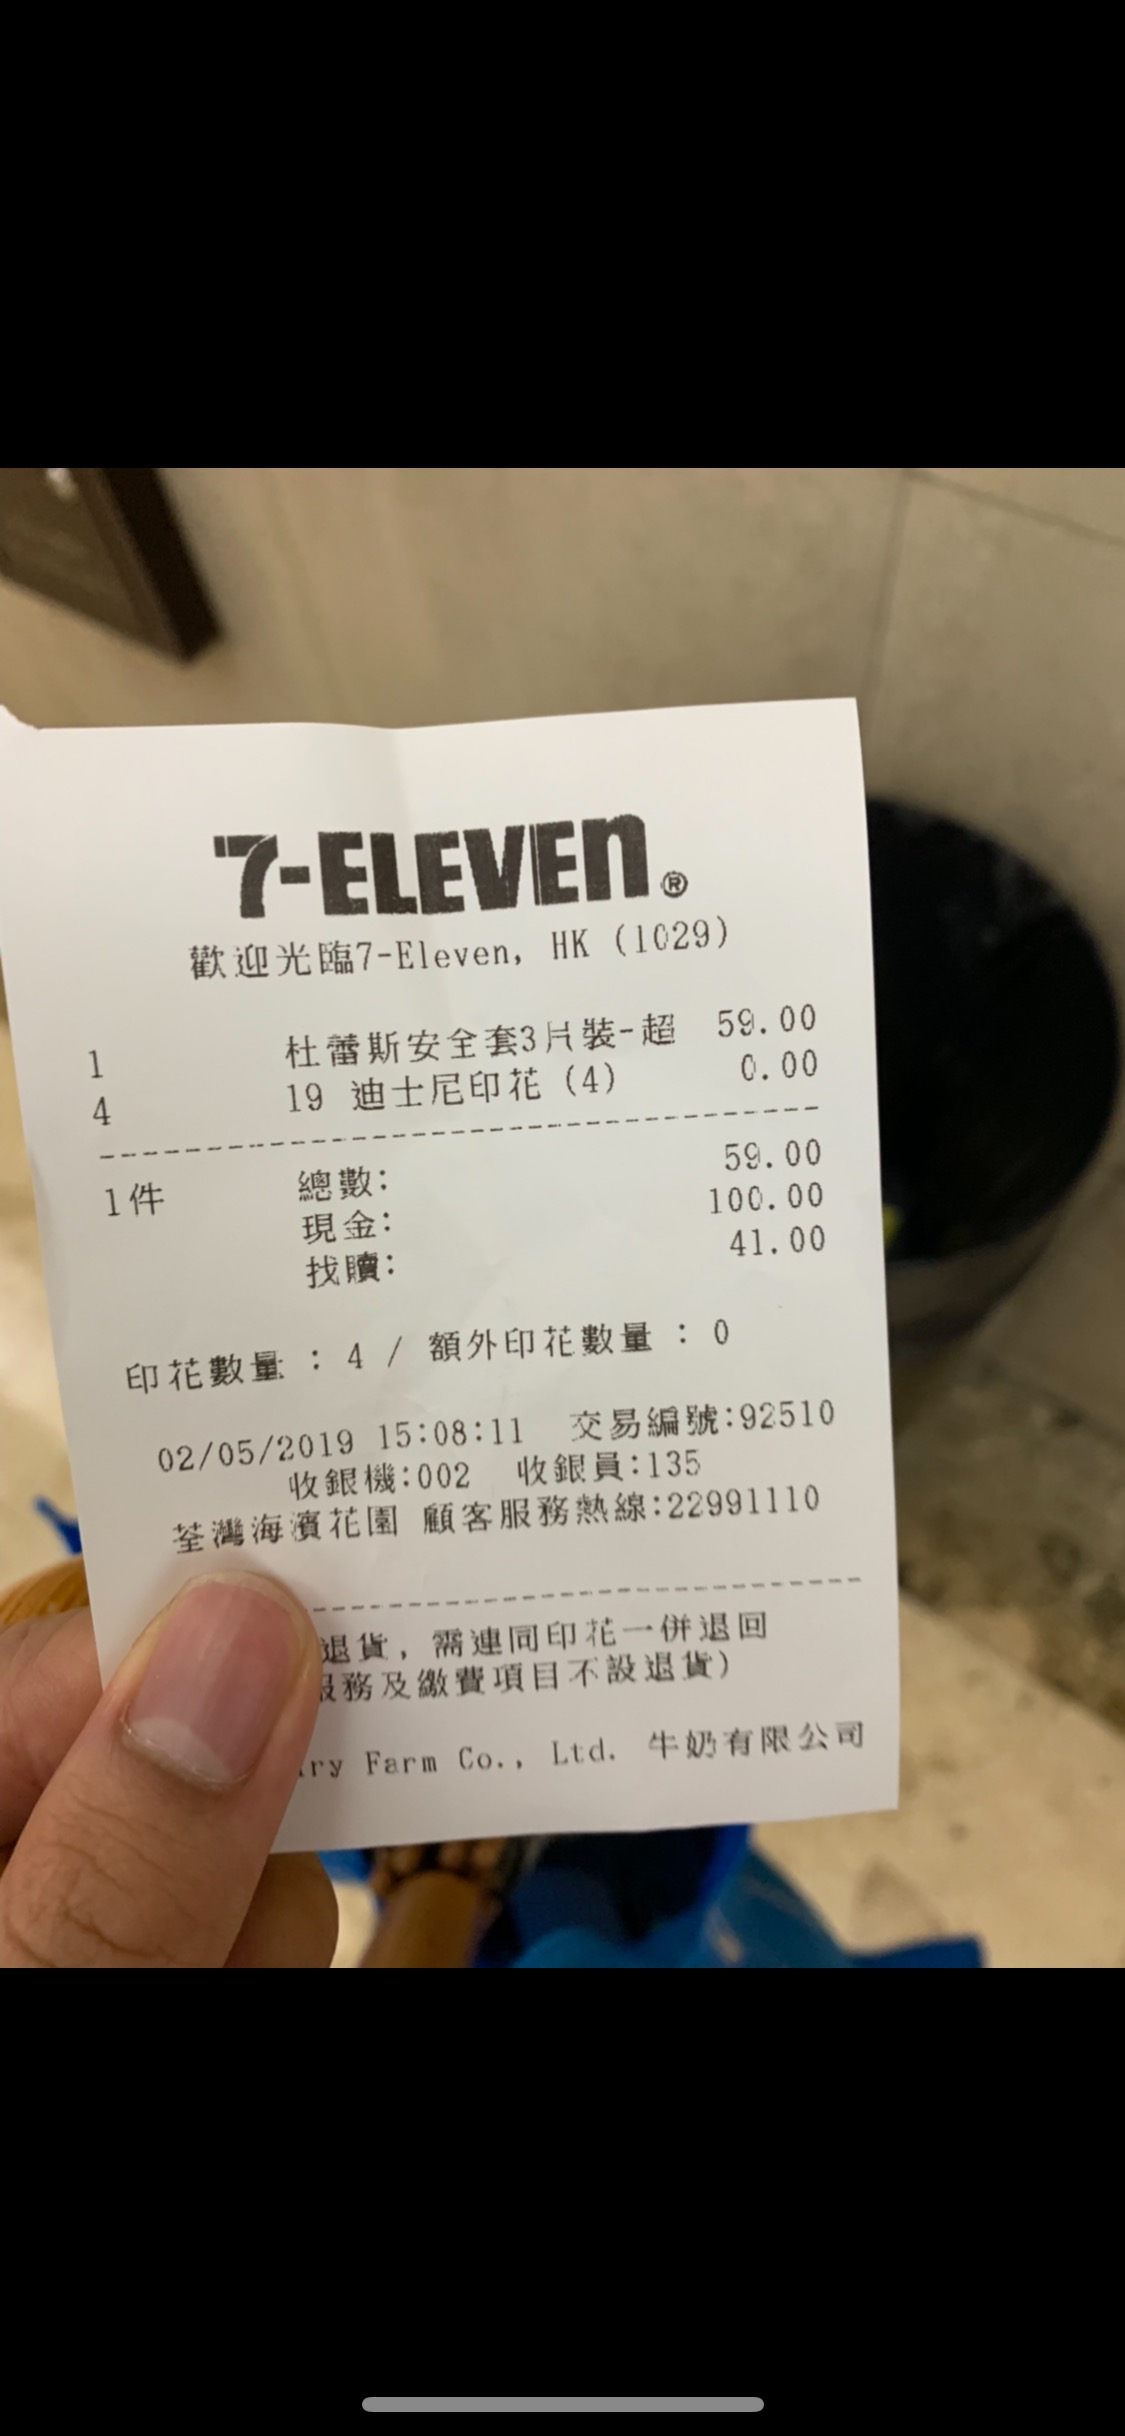 7-ELEVEn®
歡迎光臨7-Eleven, HK (1029)
1 杜蕾斯安全套3片裝-超 59.00
4 19 迪士尼印花 (4) 0.00
1件 總數: 59.00
現金: 100.00
找贖: 41.00
印花數量 : 4 / 額外印花數量 : 0
02/05/2019 15:08:11 交易編號:92510
收銀機:002 收銀員:135
荃灣海濱花園 顧客服務熱線:22991110
退貨, 需連同印花一併退回
服務及繳費項目不設退貨)
Farm Co., Ltd. 牛奶有限公司